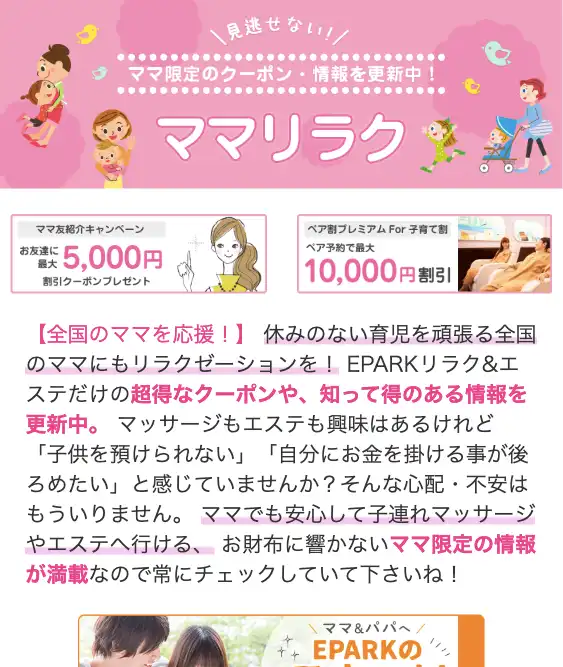 見逃せない!
ママ限定のクーポン・情報を更新中!
ママリラク
ママ友紹介キャンペーン
お友達に
最大
5,000円
割引クーポンプレゼント
ペア割プレミアム For 子育て割
ペア予約で最大
10,000円割引
【全国のママを応援!】 休みのない育児を頑張る全国
のママにもリラクゼーションを! EPARKリラク&エ
ステだけの超得なクーポンや、知って得のある情報を
更新中。 マッサージもエステも興味はあるけれど
「子供を預けられない」「自分にお金を掛ける事が後
ろめたい」と感じていませんか？そんな心配・不安は
もういりません。 ママでも安心して子連れマッサージ
やエステへ行ける、 お財布に響かないママ限定の情報
が満載なので常にチェックしていて下さいね！
ママ&パパへ
EPARKの